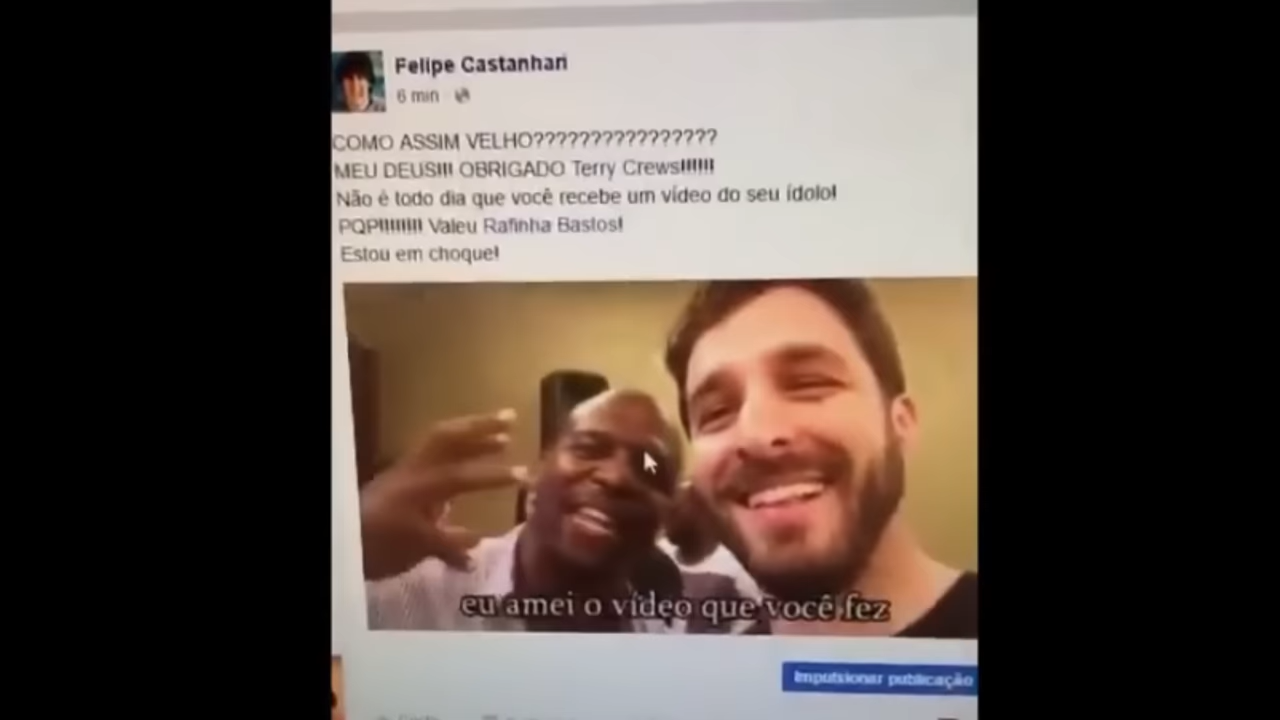 Felipe Castanhari
6 min
COMO ASSIM VELHO????????????????
MEU DEUS!!! OBRIGADO Terry Crews!!!!!!
Não é todo dia que você recebe um vídeo do seu ídolo!
PQP!!!!!!!!! Valeu Rafinha Bastos!
Estou em choque!
eu amei o vídeo que você fez
Impulsionar publicação